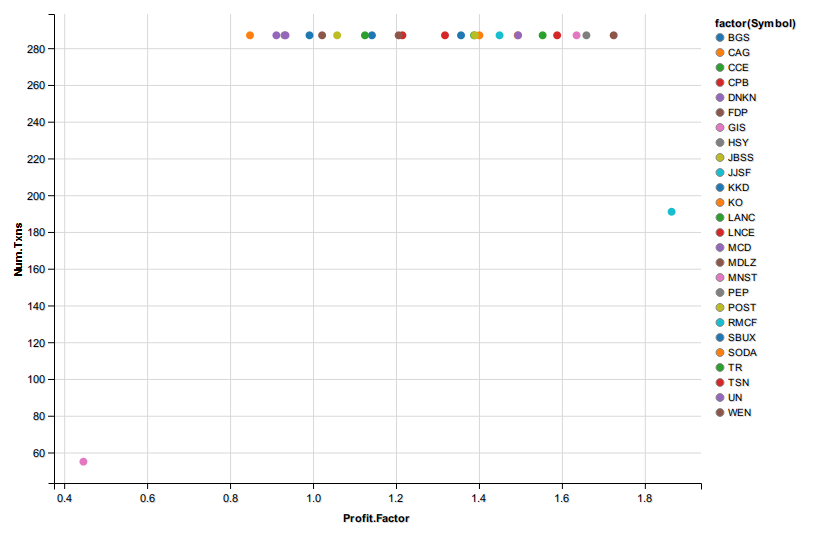 factor(Symbol)
BGS
CAG
CCE
CPB
DNKN
FDP
GIS
HSY
JBSS
JJSF
KKD
KO
LANC
LNCE
MCD
MDLZ
MNST
PEP
POST
RMCF
SBUX
SODA
TR
TSN
UN
WEN
280
260
240
220
200
180
160
140
120
100
80
60
Num.Txns
0.4 0.6 0.8 1.0 1.2 1.4 1.6 1.8
Profit.Factor